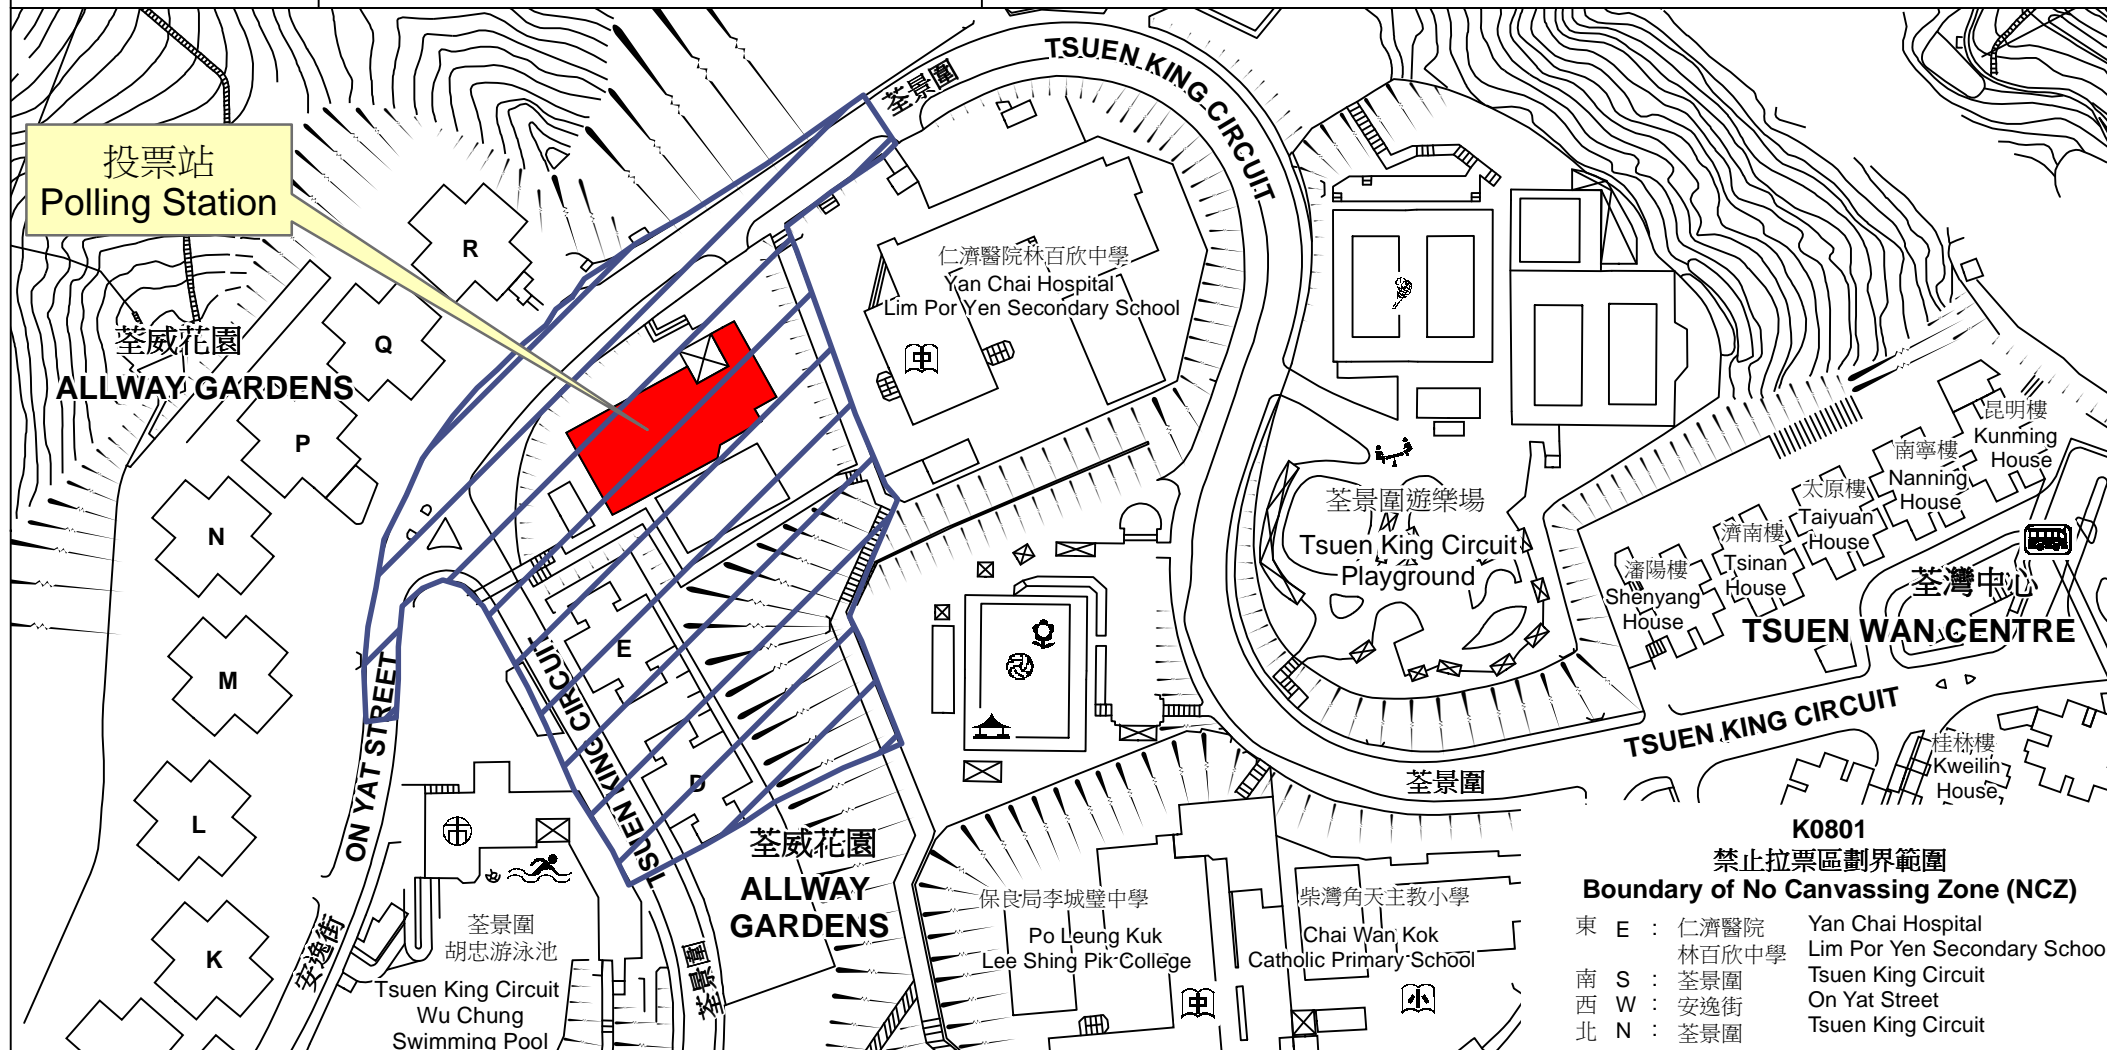 投票站
Polling Station
荃景圍
TSUEN KING CIRCUIT
R
Q
P
N
M
L
K
荃威花園
ALLWAY GARDENS
仁濟醫院林百欣中學
Yan Chai Hospital
Lim Por Yen Secondary School
中
荃景圍遊樂場
Tsuen King Circuit
Playground
昆明樓
Kunming
House
南寧樓
Nanning
House
太原樓
Taiyuan
House
濟南樓
Tsinan
House
瀋陽樓
Shenyang
House
荃灣中心
TSUEN WAN CENTRE
TSUEN KING CIRCUIT
荃景圍
桂林樓
Kweilin
House
E
D
TSUEN KING CIRCUIT
TSUEN KING CIRCUIT
荃景圍
ON YAT STREET
安逸街
市
荃景圍
胡忠游泳池
Tsuen King Circuit
Wu Chung
Swimming Pool
荃威花園
ALLWAY
GARDENS
保良局李城璧中學
Po Leung Kuk
Lee Shing Pik College
中
柴灣角天主教小學
Chai Wan Kok
Catholic Primary School
小
K0801
禁止拉票區劃界範圍
Boundary of No Canvassing Zone (NCZ)
東 E : 仁濟醫院 Yan Chai Hospital
林百欣中學 Lim Por Yen Secondary Schoo
南 S : 荃景圍 Tsuen King Circuit
西 W : 安逸街 On Yat Street
北 N : 荃景圍 Tsuen King Circuit